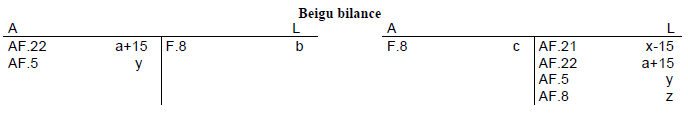 Beigu bilance
A L A L
AF.22 a+15 F.8 b F.8 c AF.21 x-15
AF.5 y AF.22 a+15
AF.5 y
AF.8 z